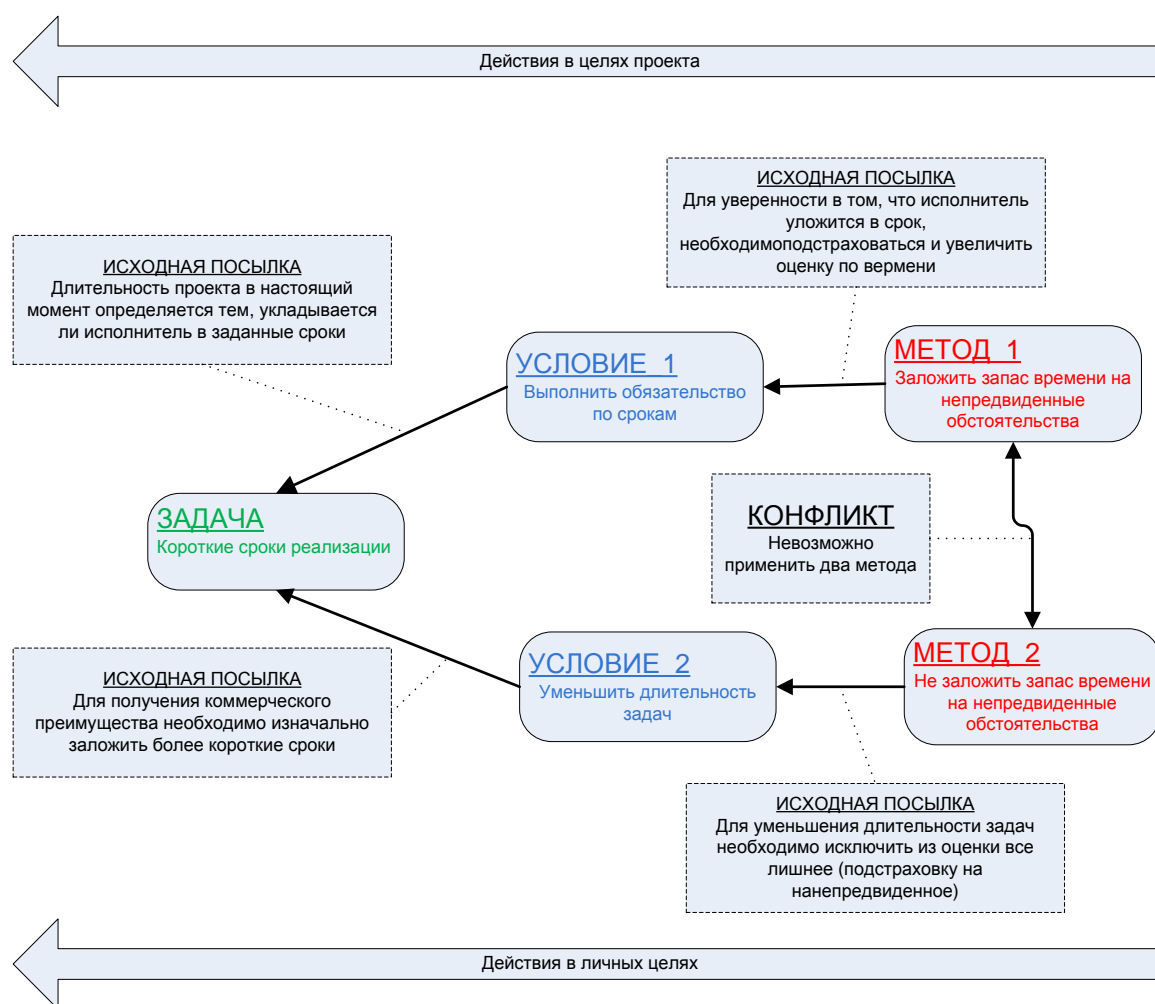 Действия в целях проекта
ИСХОДНАЯ ПОСЫЛКА
Для уверенности в том, что исполнитель
уложится в срок,
необходимоподстраховаться и увеличить
оценку по вермени
ИСХОДНАЯ ПОСЫЛКА
Длительность проекта в настоящий
момент определяется тем, укладывается
ли исполнитель в заданные сроки
УСЛОВИЕ_1
Выполнить обязательство
по срокам
МЕТОД_1
Заложить запас времени на
непредвиденные
обстоятельства
ЗАДАЧА
Короткие сроки реализации
КОНФЛИКТ
Невозможно
применить два метода
ИСХОДНАЯ ПОСЫЛКА
Для получения коммерческого
преимущества необходимо изначально
заложить более короткие сроки
УСЛОВИЕ_2
Уменьшить длительность
задач
МЕТОД_2
Не заложить запас времени
на непредвиденные
обстоятельства
ИСХОДНАЯ ПОСЫЛКА
Для уменьшения длительности задач
необходимо исключить из оценки все
лишнее (подстраховку на
нанепредвиденное)
Действия в личных целях